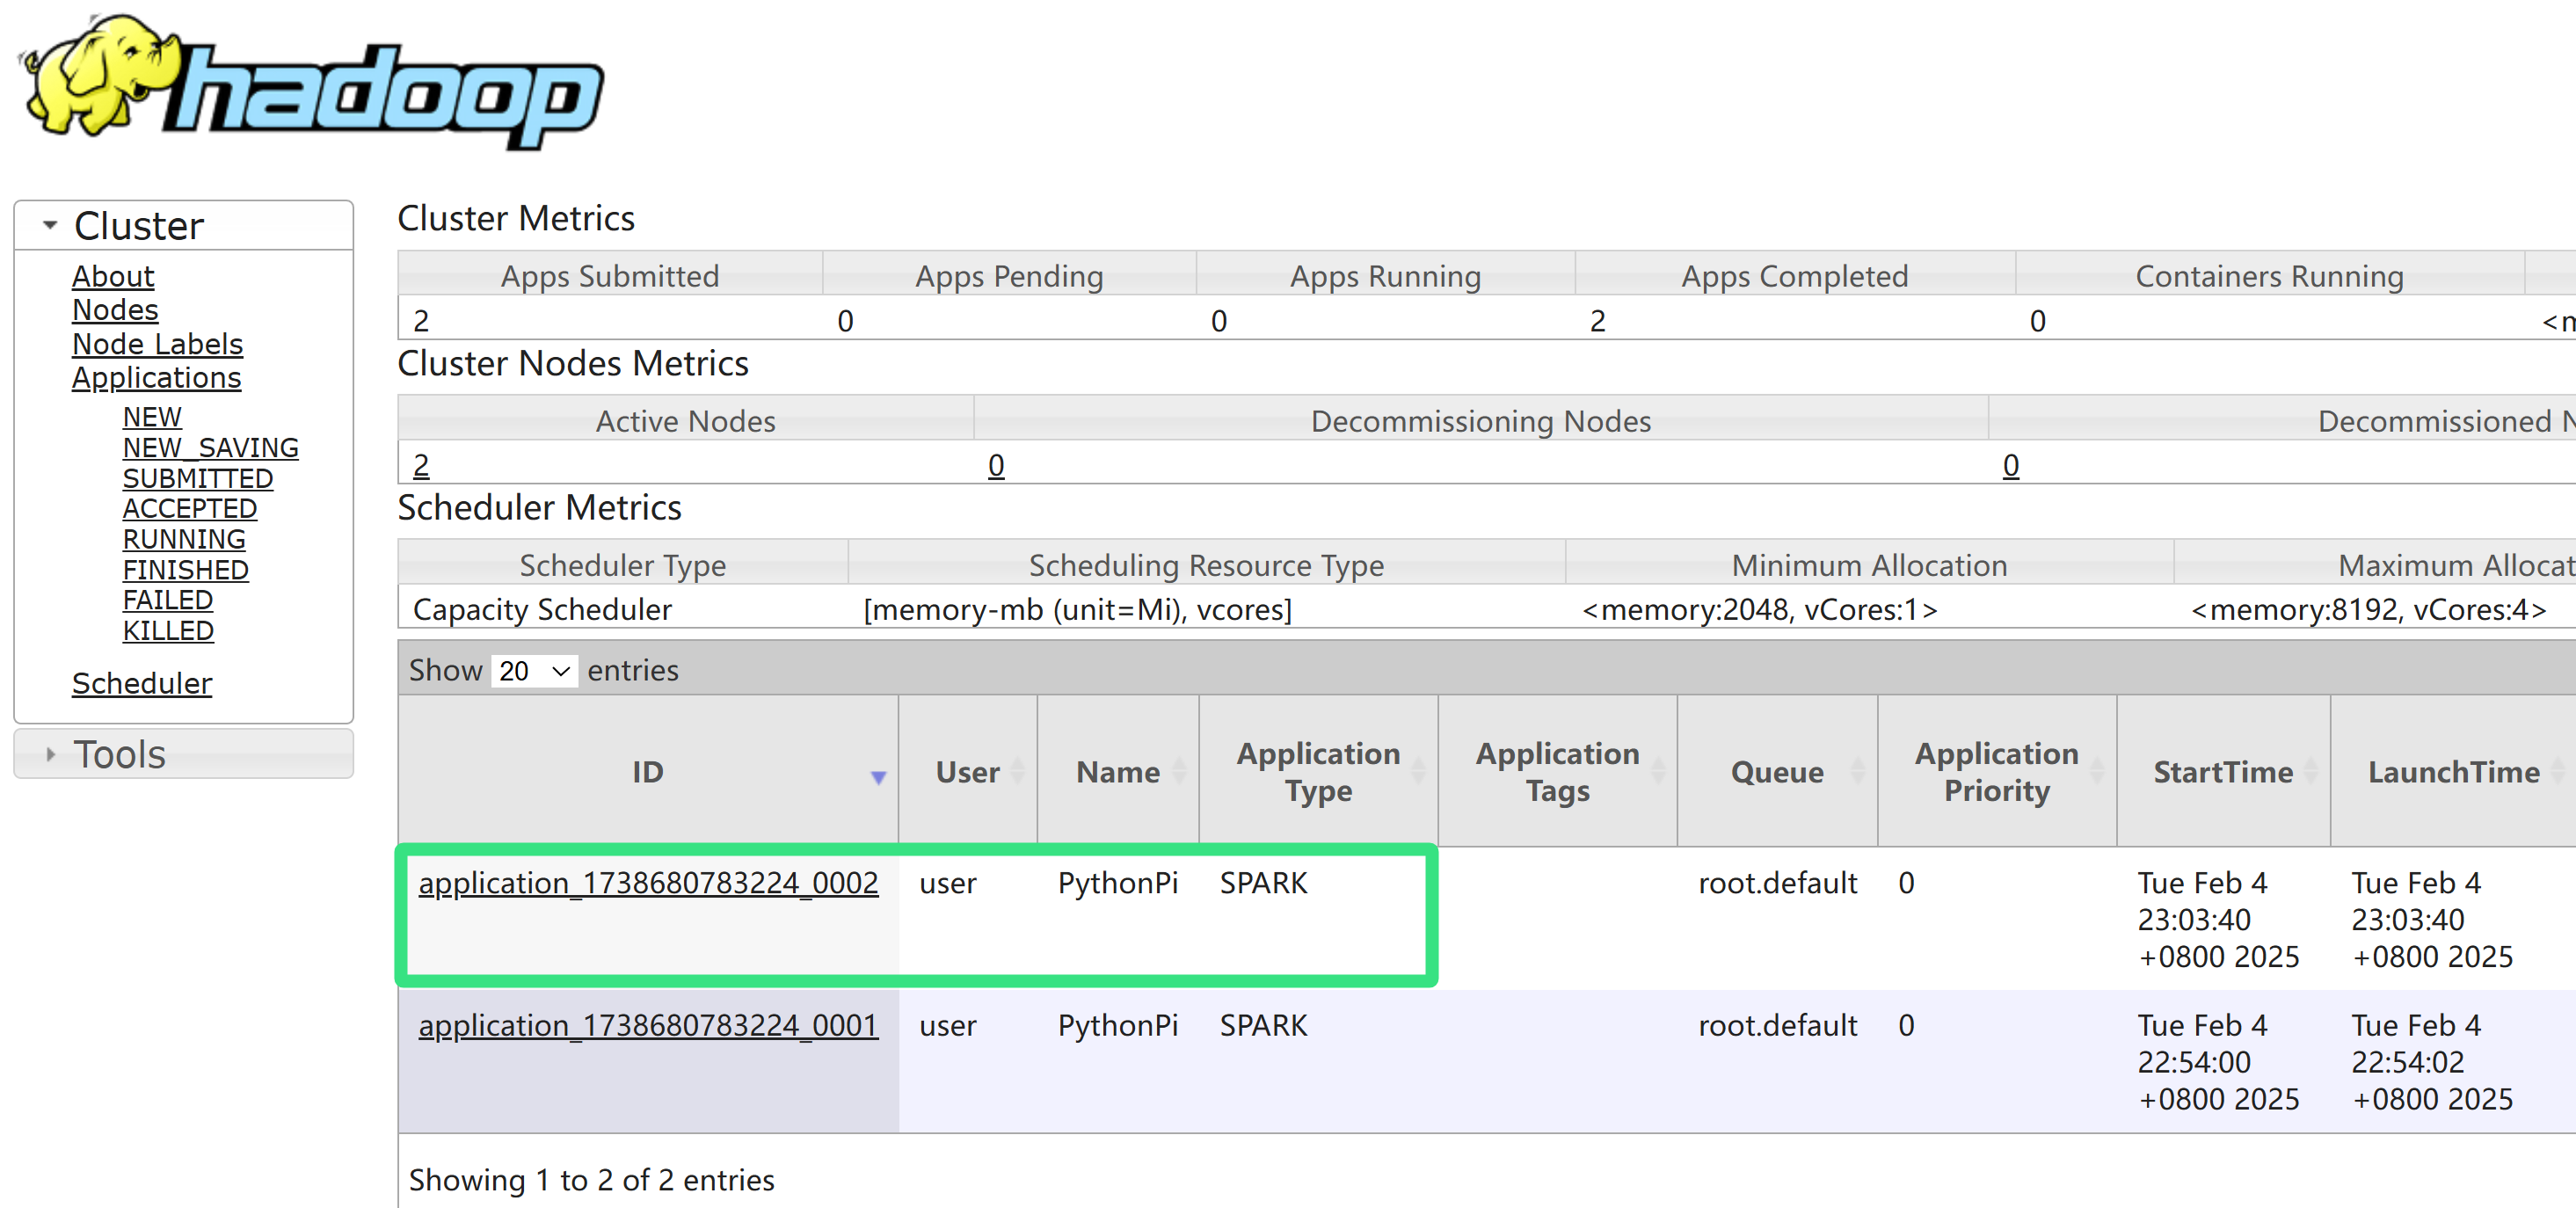 hadoop
Cluster
About
Nodes
Node Labels
Applications
NEW
NEW_SAVING
SUBMITTED
ACCEPTED
RUNNING
FINISHED
FAILED
KILLED
Scheduler
Tools
Cluster Metrics
Apps Submitted Apps Pending Apps Running Apps Completed Containers Running
2 0 0 2 0 <m
Cluster Nodes Metrics
Active Nodes Decommissioning Nodes Decommissioned N
2 0 0
Scheduler Metrics
Scheduler Type Scheduling Resource Type Minimum Allocation Maximum Allocat
Capacity Scheduler [memory-mb (unit=Mi), vcores] <memory:2048, vCores:1> <memory:8192, vCores:4>
Show 20 entries
ID User Name Application Type Application Tags Queue Application Priority StartTime LaunchTime
application_1738680783224_0002 user PythonPi SPARK root.default 0 Tue Feb 4 Tue Feb 4
23:03:40 23:03:40
+0800 2025 +0800 2025
application_1738680783224_0001 user PythonPi SPARK root.default 0 Tue Feb 4 Tue Feb 4
22:54:00 22:54:02
+0800 2025 +0800 2025
Showing 1 to 2 of 2 entries